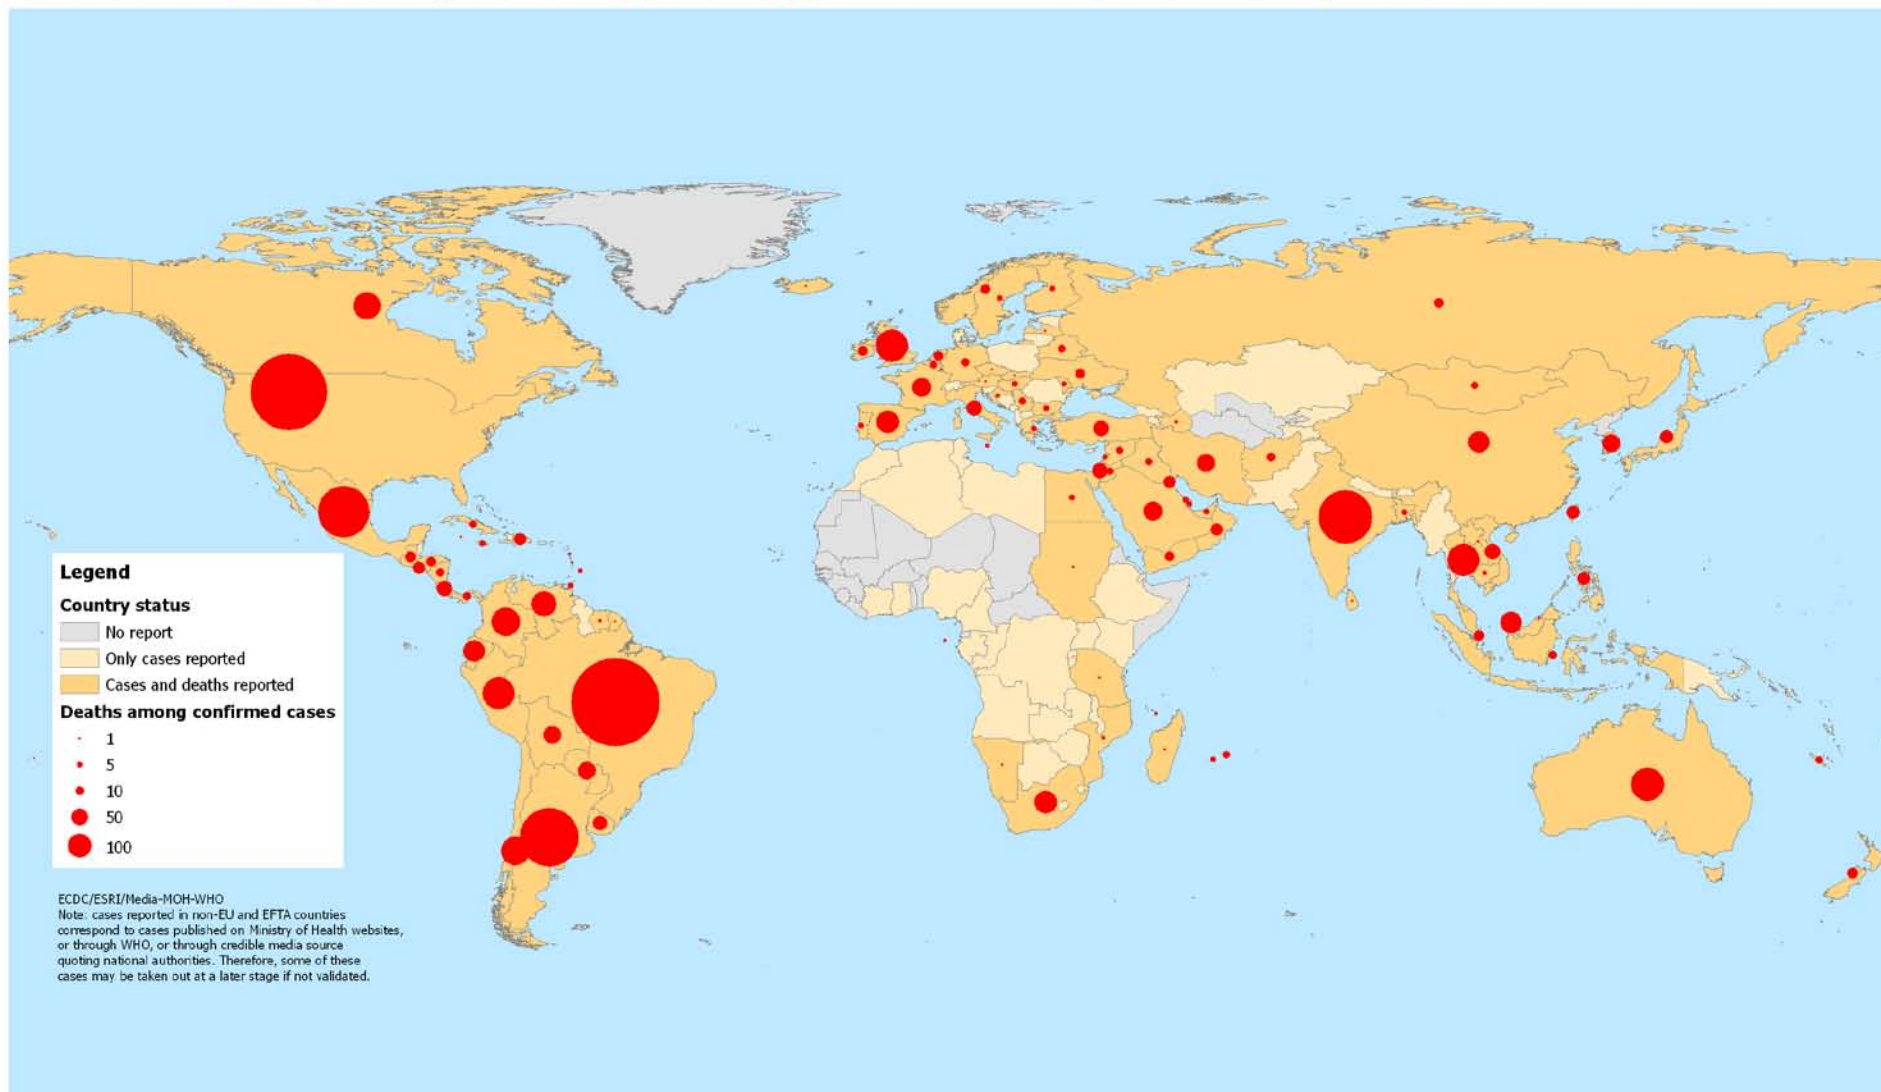 Legend
Country status
No report
Only cases reported
Cases and deaths reported
Deaths among confirmed cases
1
5
10
50
100
ECDC/ESRI/Media-MOH-WHO
Note: cases reported in non-EU and EFTA countries
correspond to cases published on Ministry of Health websites,
or through WHO, or through credible media source
quoting national authorities. Therefore, some of these
cases may be taken out at a later stage if not validated.